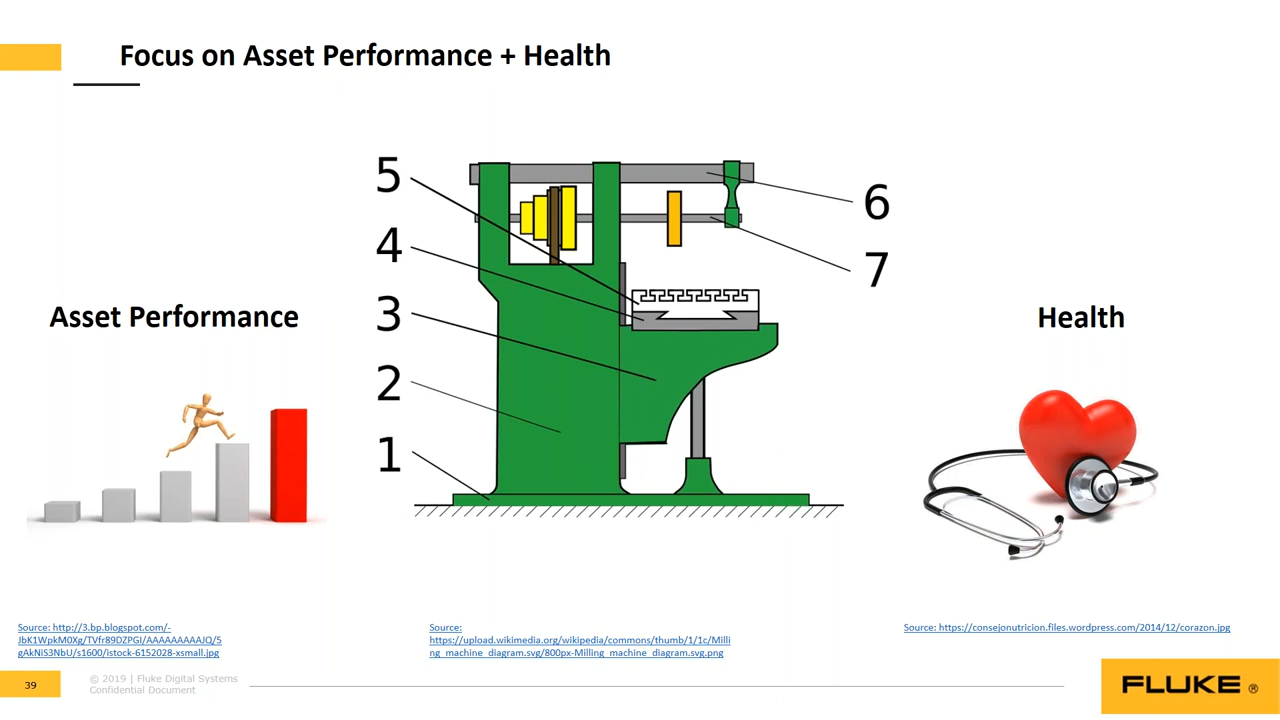 Focus on Asset Performance + Health
5
4
3
2
1
6
7
Asset Performance
Health
Source: http://3.bp.blogspot.com/-
JbK1WpkM0Xg/TVfr89DZPGI/AAAAAAAAAJQ/5
gAkNiS3NbU/s1600/istock-6152028-xsmall.jpg
Source:
https://upload.wikimedia.org/wikipedia/commons/thumb/1/1c/Milli
ng_machine_diagram.svg/800px-Milling_machine_diagram.svg.png
Source: https://consejonutricion.files.wordpress.com/2014/12/corazon.jpg
39
© 2019 | Fluke Digital Systems
Confidential Document
FLUKE ®